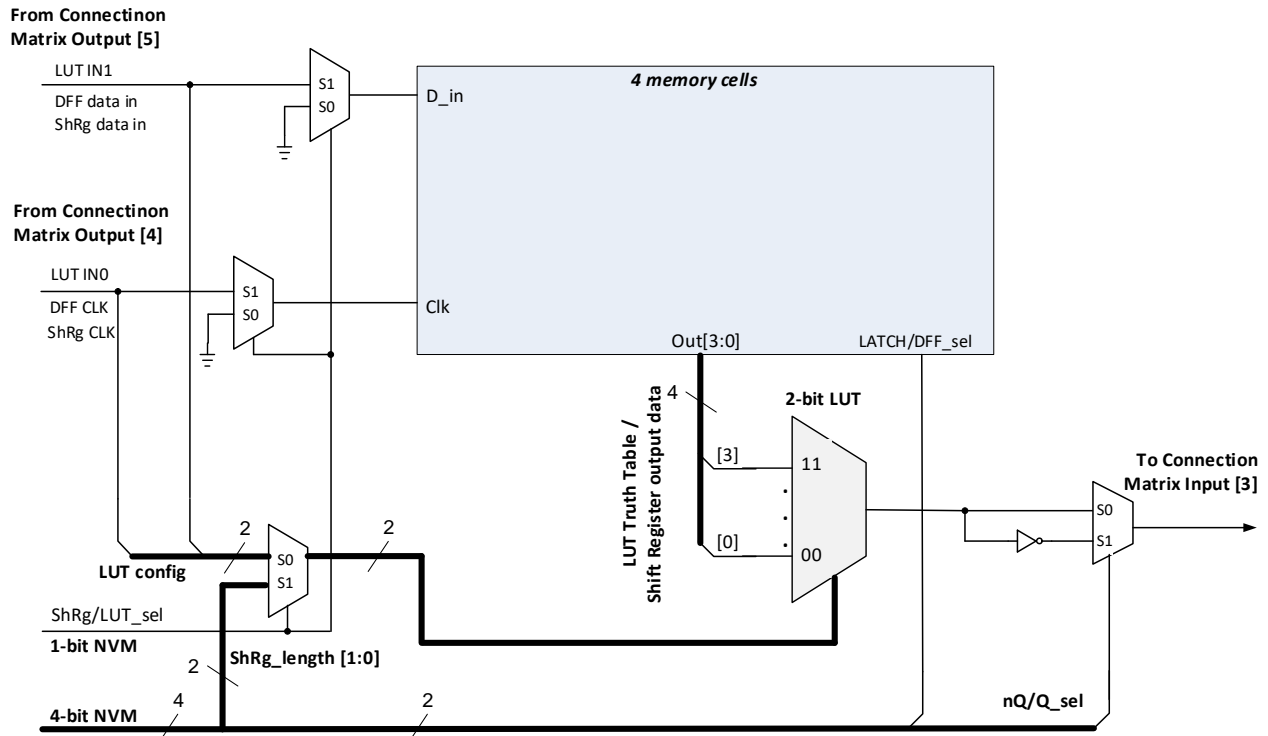 From Connectinon
Matrix Output [5]
LUT IN1
DFF data in
ShRg data in
S1
S0
4 memory cells
D_in
From Connectinon
Matrix Output [4]
LUT IN0
DFF CLK
ShRg CLK
S1
S0
Clk
Out[3:0]
LATCH/DFF_sel
LUT Truth Table /
Shift Register output data
4
2-bit LUT
[3]
11
[0]
00
To Connection
Matrix Input [3]
S0
S1
2
2
LUT config
S0
S1
ShRg/LUT_sel
1-bit NVM
ShRg_length [1:0]
2
nQ/Q_sel
4-bit NVM
4
2